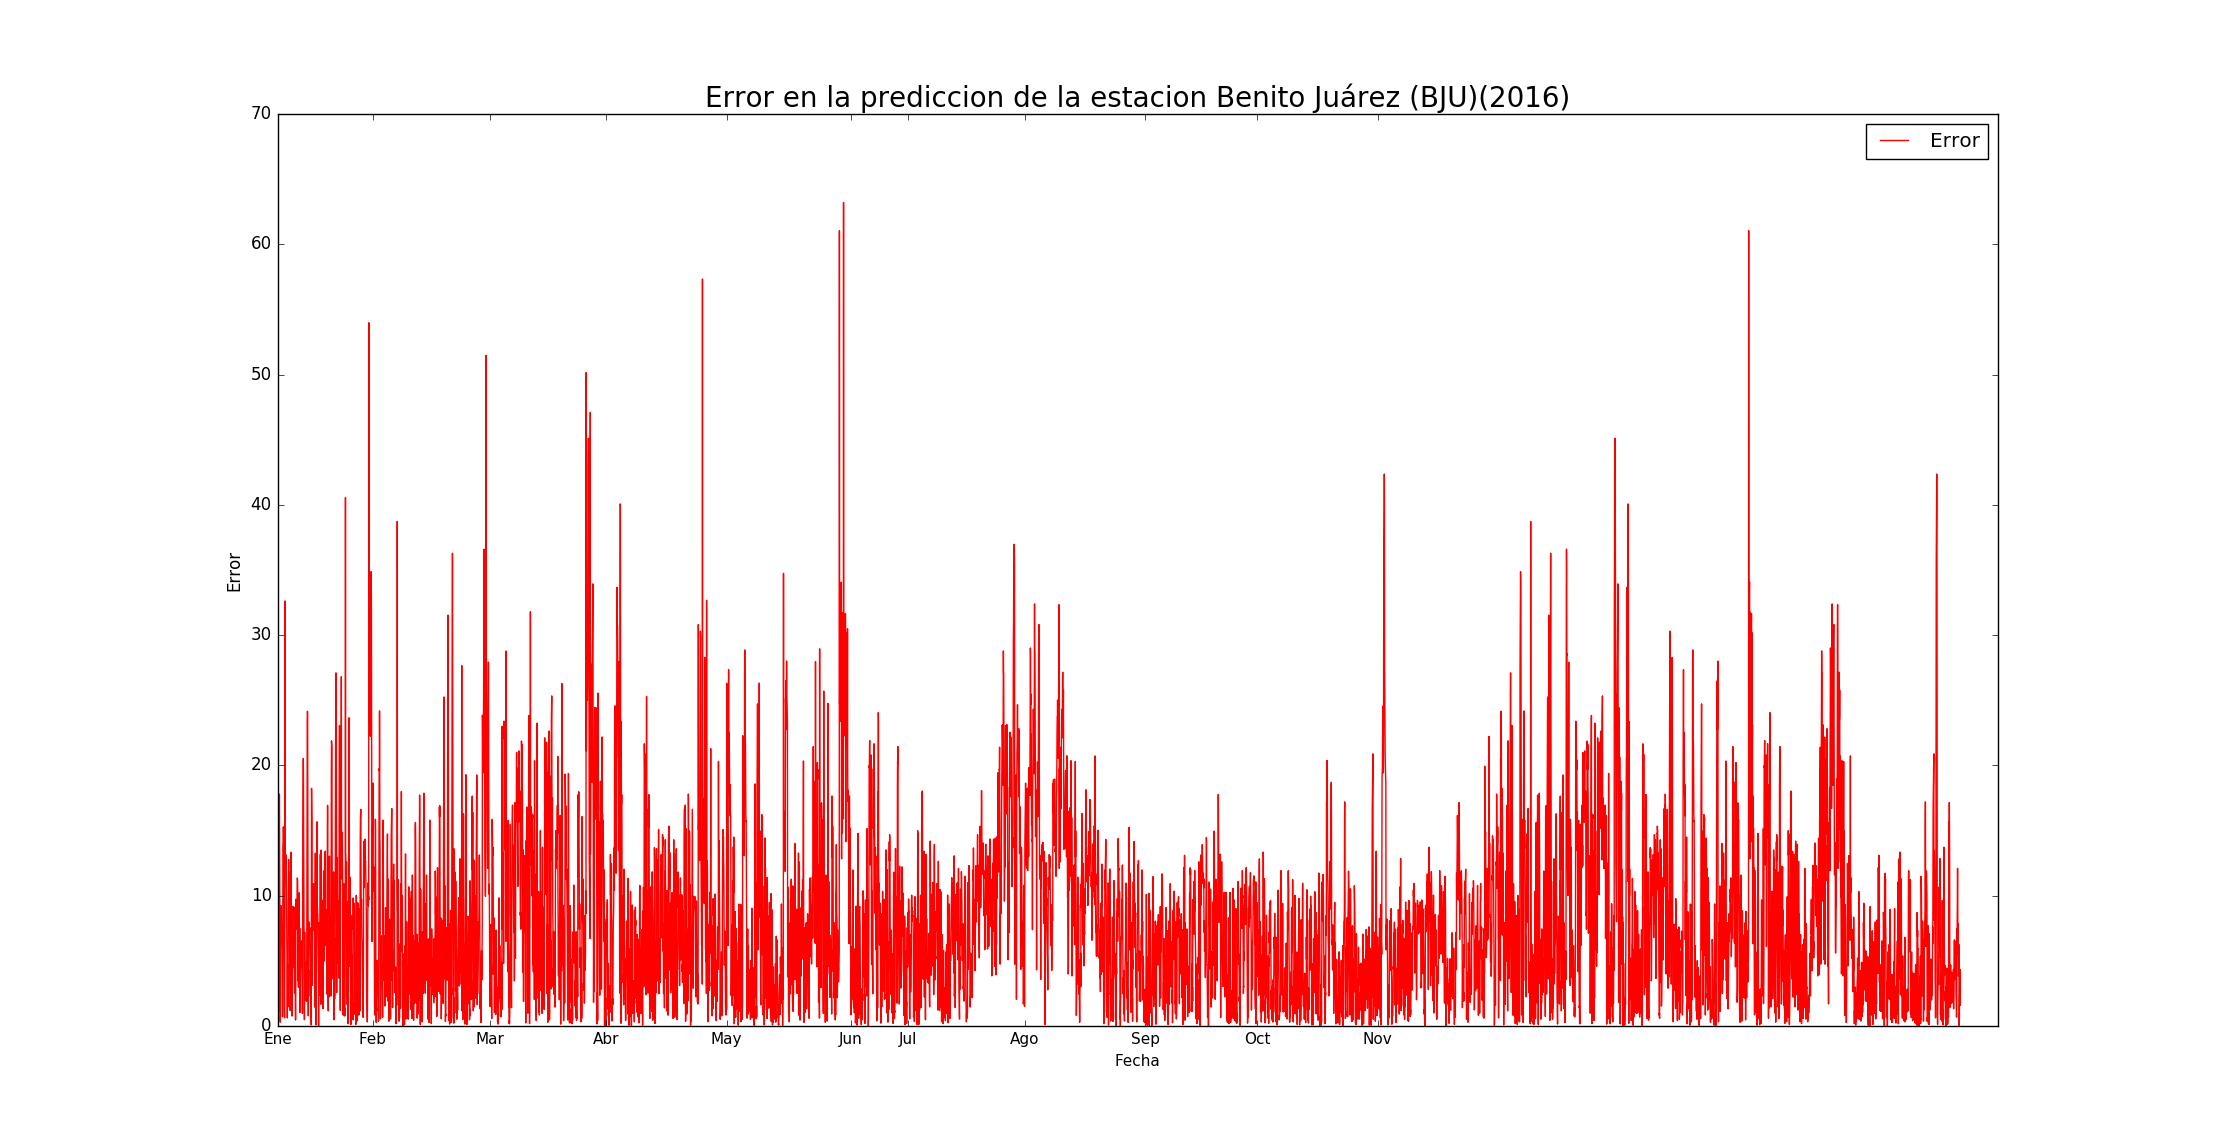 Error en la prediccion de la estacion Benito Juárez (BJU)(2016)
70
60
50
40
30
20
10
0
Error
Error
Ene Feb Mar Abr May Jun Jul Ago Sep Oct Nov
Fecha